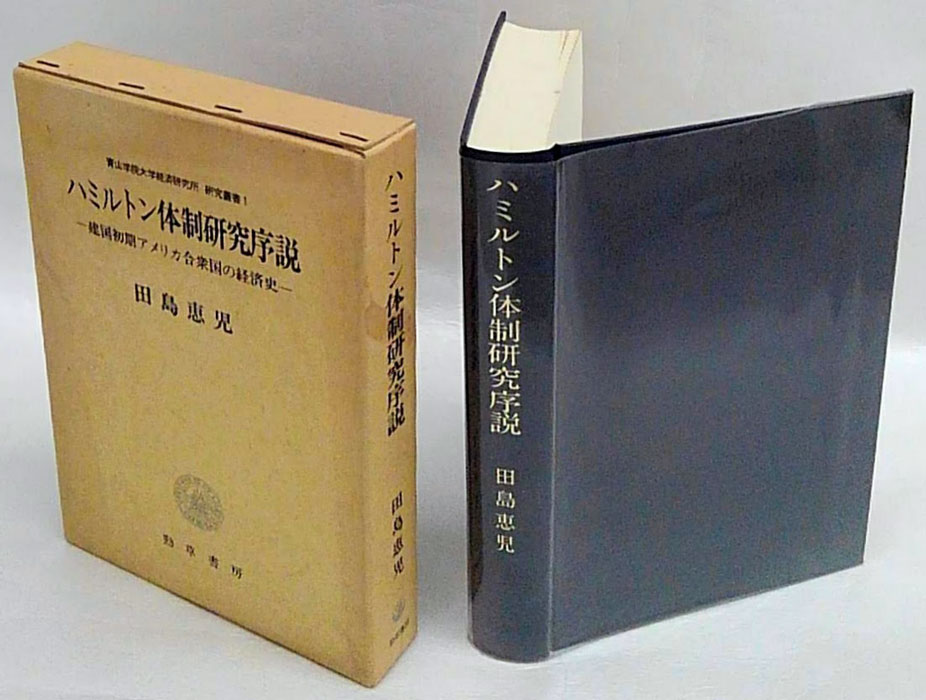 青山学院大学経済研究所 研究叢書1
ハミルトン体制研究序説
―建国初期アメリカ合衆国の経済史―
田島恵児
勁草書房
ハミルトン体制研究序説
田島恵児
ハミルトン体制研究序説
田島恵児